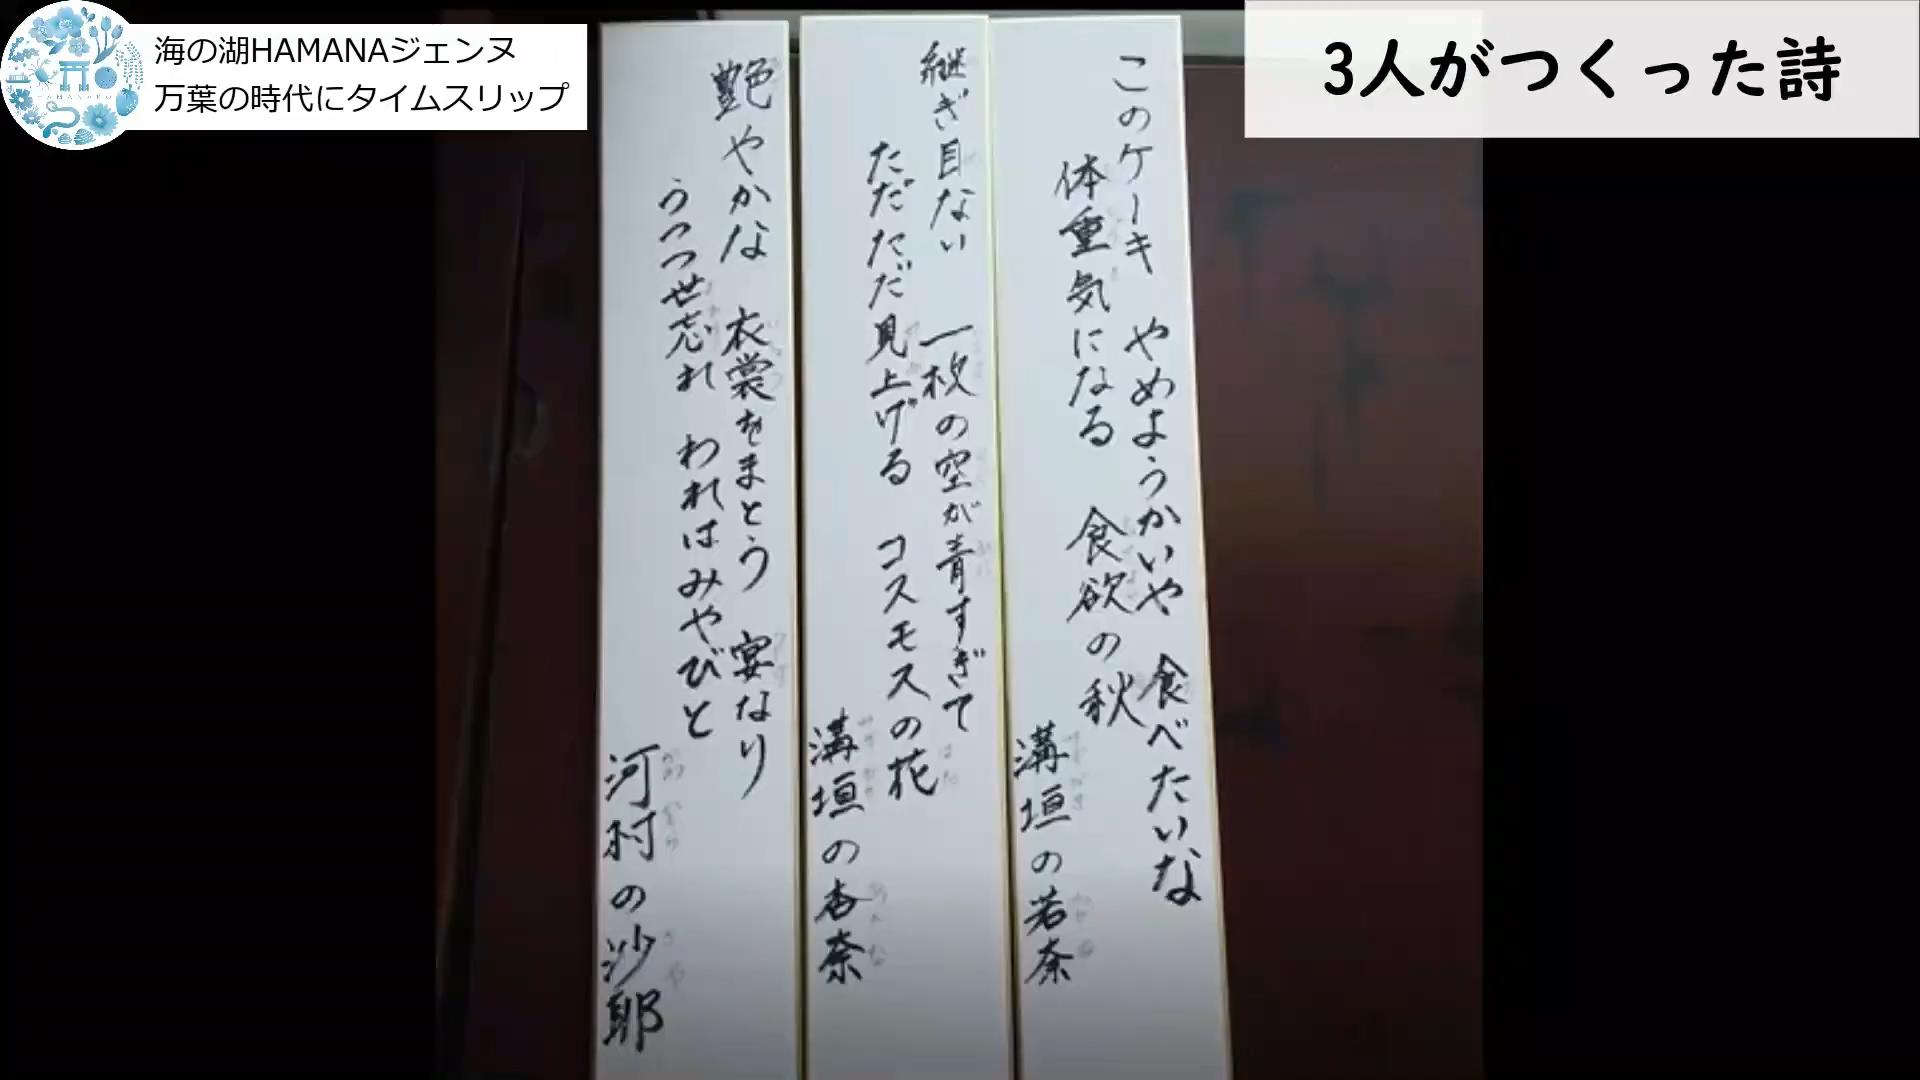 海の湖HAMANAジェンヌ
万葉の時代にタイムスリップ
3人がつくった詩
このケーキ やめようかいや 食べたいな
体重気になる 食欲の秋
溝垣の若奈
継ぎ目ない 一枚の空が青すぎて
ただただ見上げる コスモスの花
溝垣の杏奈
艶やかな 衣裳をまとう 宴なり
うつつ世忘れ われはみやびと
河村の沙耶